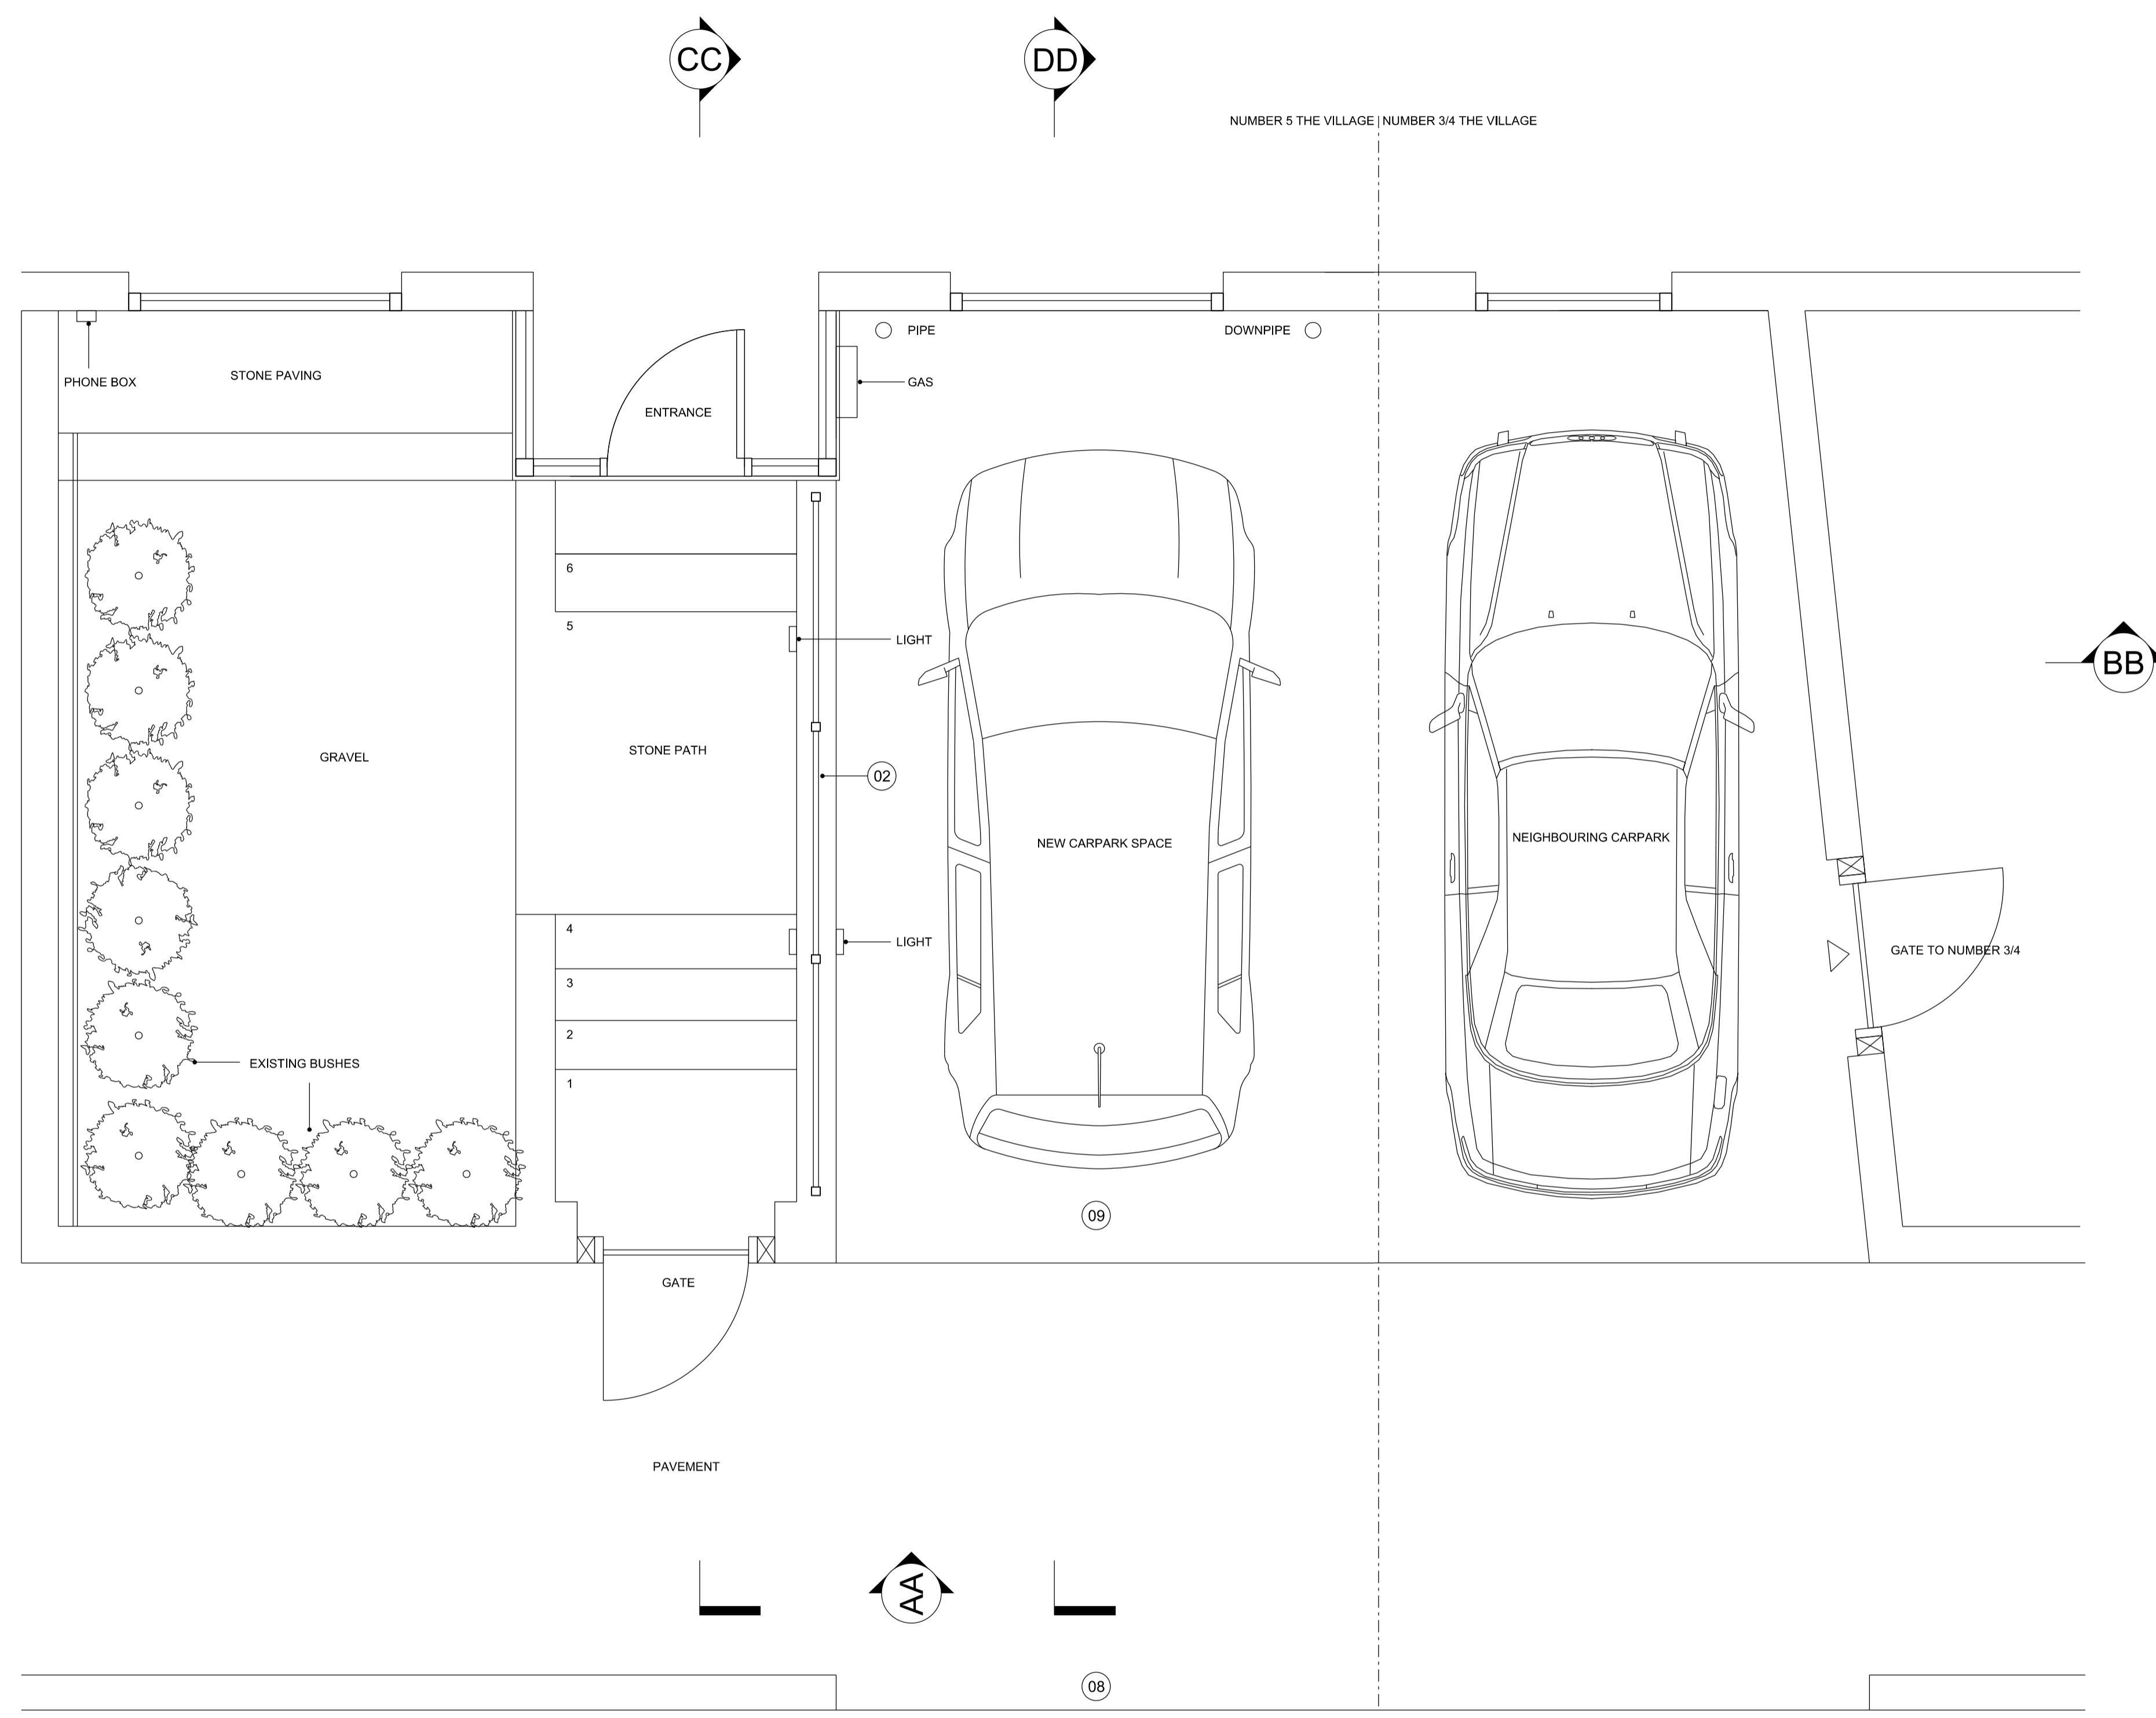 CC
DD
NUMBER 5 THE VILLAGE | NUMBER 3/4 THE VILLAGE
PIPE
DOWNPIPE
PHONE BOX
STONE PAVING
GAS
ENTRANCE
6
5
LIGHT
BB
GRAVEL
STONE PATH
02
NEW CARPARK SPACE
NEIGHBOURING CARPARK
4
LIGHT
GATE TO NUMBER 3/4
3
2
EXISTING BUSHES
1
09
GATE
PAVEMENT
AA
08